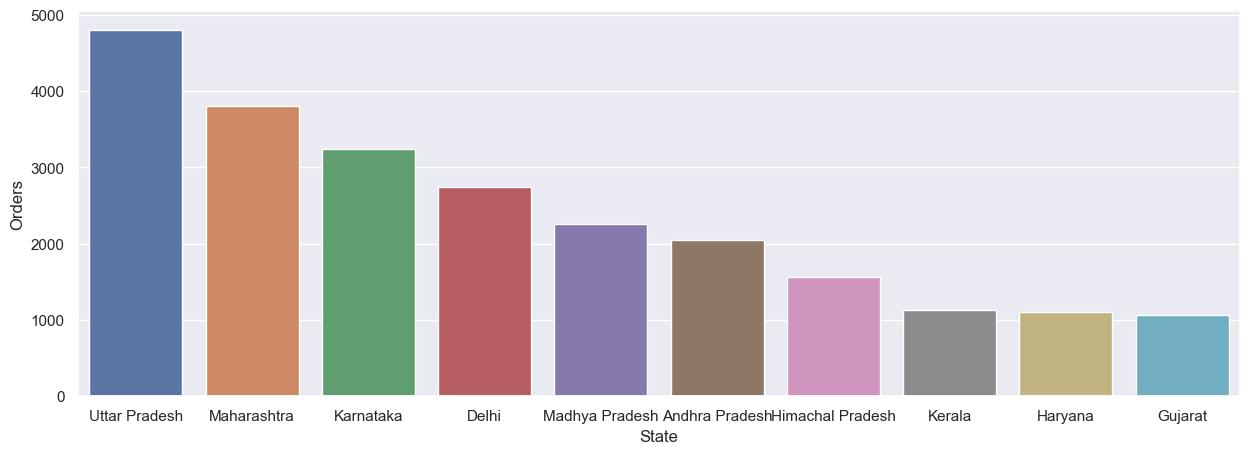 5000
4000
3000
2000
1000
0
Orders
Uttar Pradesh Maharashtra Karnataka Delhi Madhya Pradesh Andhra Pradesh Himachal Pradesh Kerala Haryana Gujarat
State